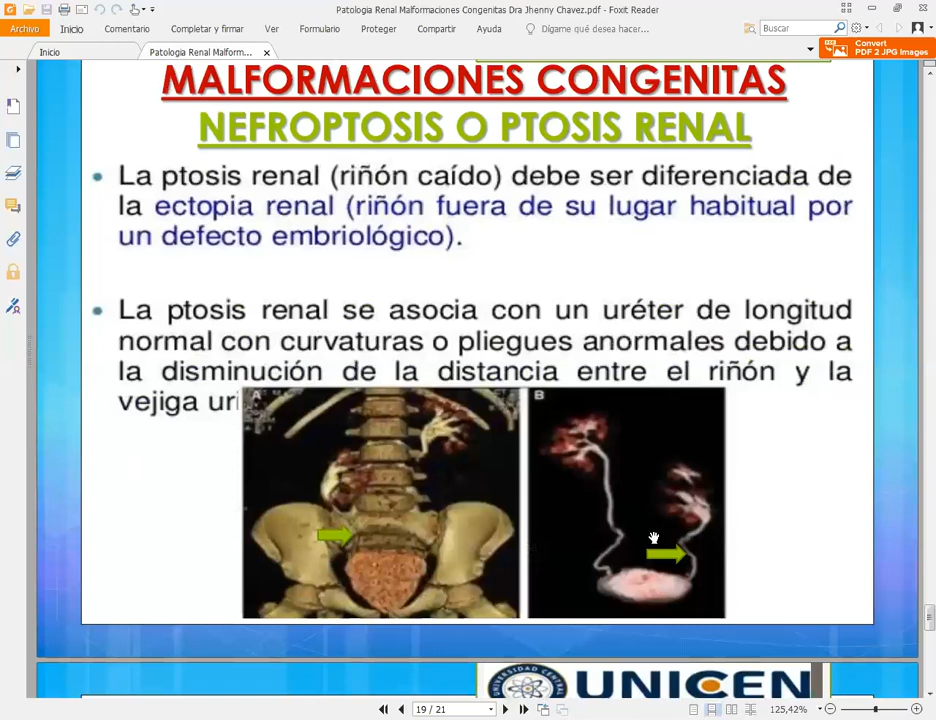 Patologia Renal Malformaciones Congenitas Dra Jhenny Chavez.pdf - Foxit Reader
Archivo Inicio Comentario Completar y firmar Ver Formulario Proteger Compartir Ayuda Dígame qué desea hacer... Buscar
Inicio Patologia Renal Malform...
Convert
PDF 2 JPG Images
MALFORMACIONES CONGENITAS
NEFROPTOSIS O PTOSIS RENAL
• La ptosis renal (riñón caído) debe ser diferenciada de
la ectopia renal (riñón fuera de su lugar habitual por
un defecto embriológico).
• La ptosis renal se asocia con un uréter de longitud
normal con curvaturas o pliegues anormales debido a
la disminución de la distancia entre el riñón y la
vejiga uri
A B
UNIVERSIDAD CENTRAL
UNICEN
19 / 21 125,42%